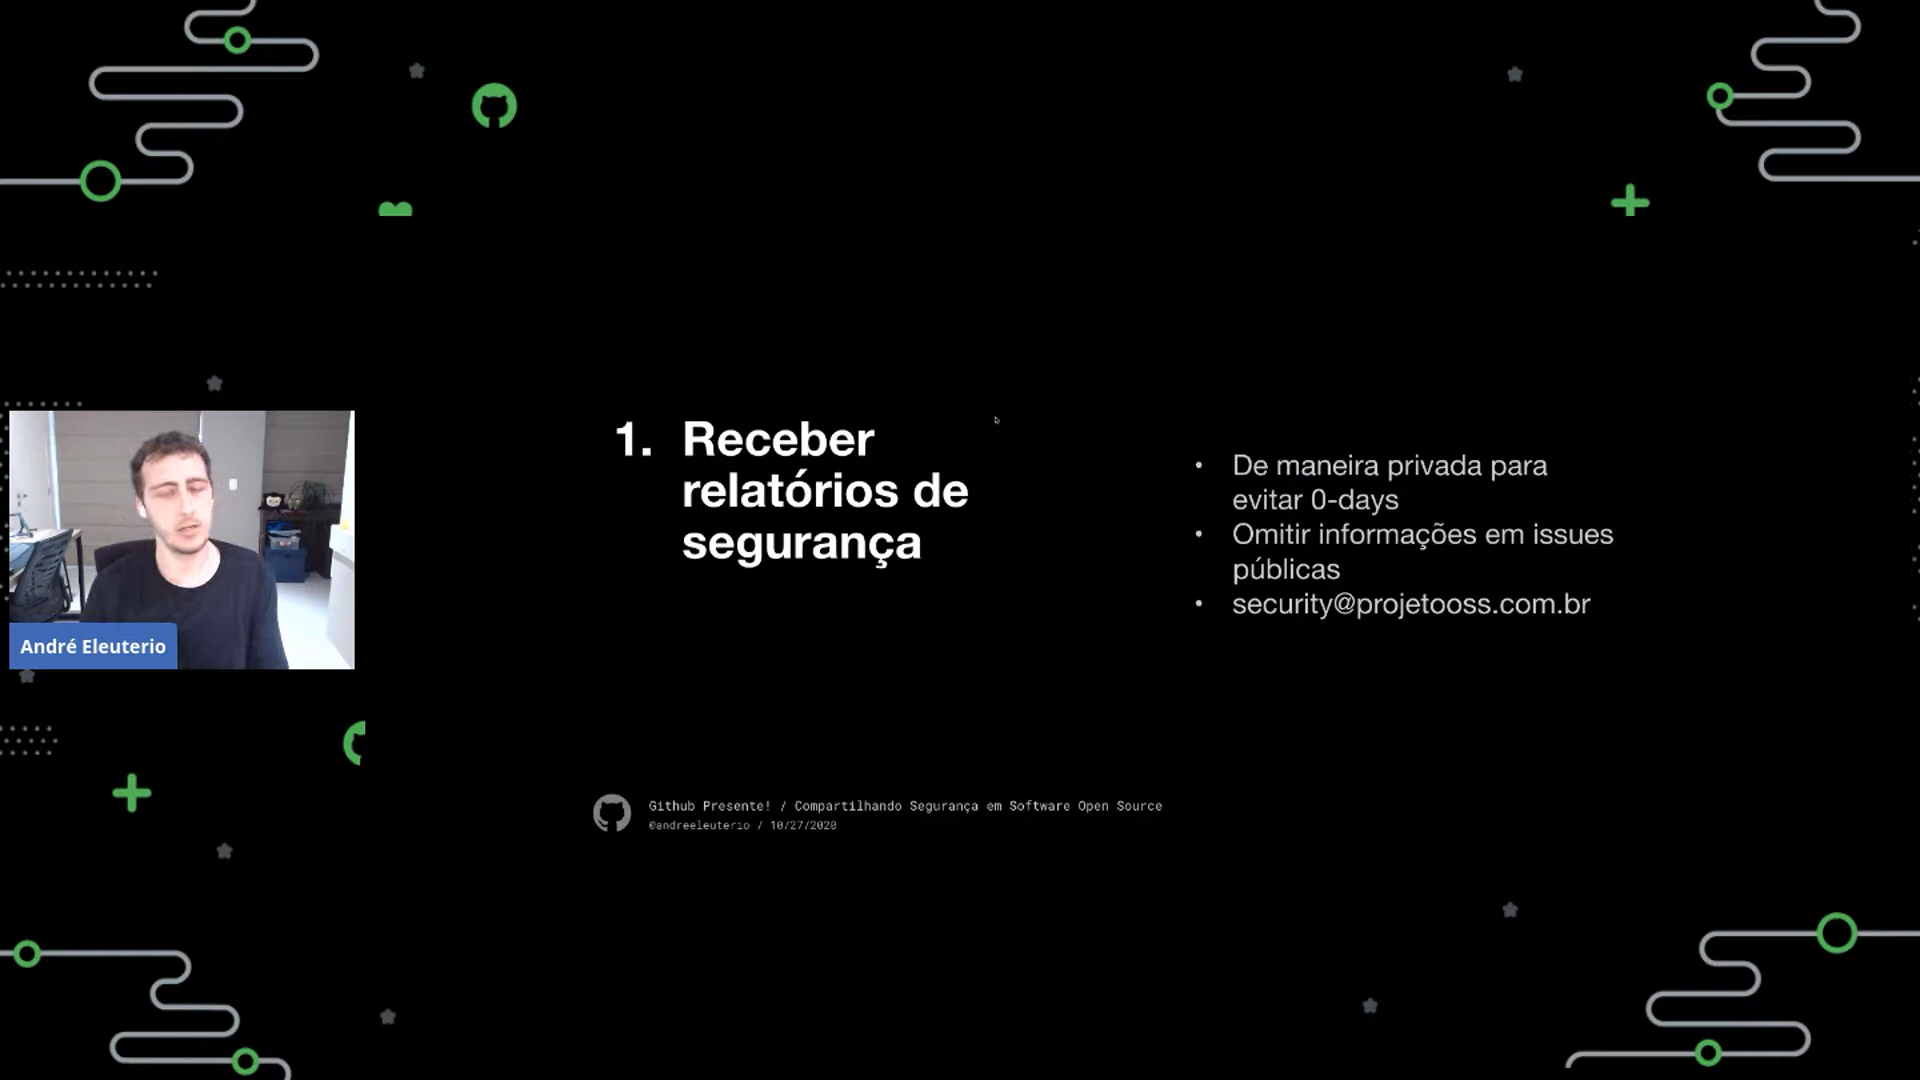 1. Receber
relatórios de
segurança
• De maneira privada para
evitar 0-days
• Omitir informações em issues
públicas
• security@projetooss.com.br
André Eleuterio
Github Presente! / Compartilhando Segurança em Software Open Source
@andreeleuterio / 10/27/2020